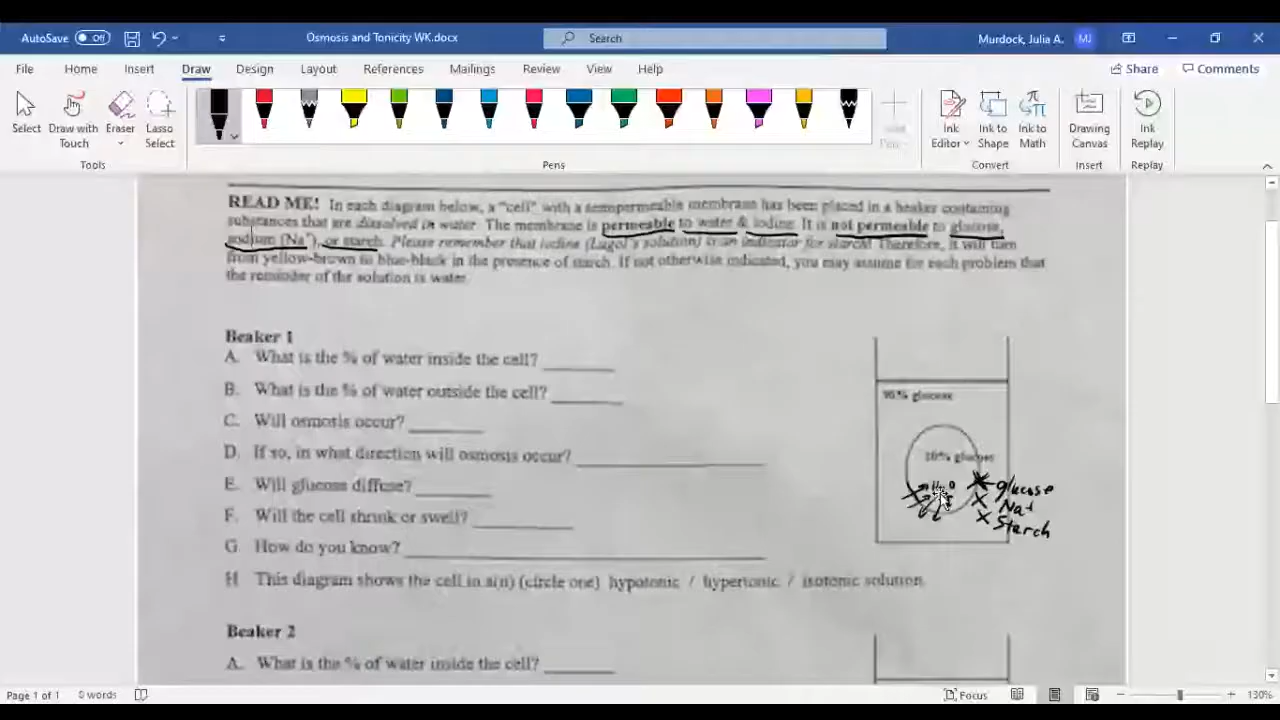 AutoSave Off Osmosis and Tonicity WK.docx Search Murdock, Julia A. MJ
File Home Insert Draw Design Layout References Mailings Review View Help Share Comments
Select Draw with Touch Eraser Lasso Select Ink Editor Ink to Shape Ink to Math Drawing Canvas Ink Replay
Tools Pens Convert Insert Replay
READ ME! In each diagram below, a "cell" with a semipermeable membrane has been placed in a beaker containing
substances that are dissolved in water. The membrane is permeable to water & iodine. It is not permeable to glucose,
sodium (Na+), or starch. Please remember that iodine (Lugol's solution) is an indicator for starch! Therefore, it will turn
from yellow-brown to blue-black in the presence of starch. If not otherwise indicated, you may assume for each problem that
the remainder of the solution is water.
Beaker 1
A. What is the % of water inside the cell?
B. What is the % of water outside the cell?
C. Will osmosis occur?
D. If so, in what direction will osmosis occur?
E. Will glucose diffuse?
F. Will the cell shrink or swell?
G. How do you know?
H. This diagram shows the cell in a(n) (circle one) hypotonic / hypertonic / isotonic solution.
% glucose
% glucose
glucose
Na+
Starch
Beaker 2
A. What is the % of water inside the cell?
Page 1 of 1 0 words Focus 130%